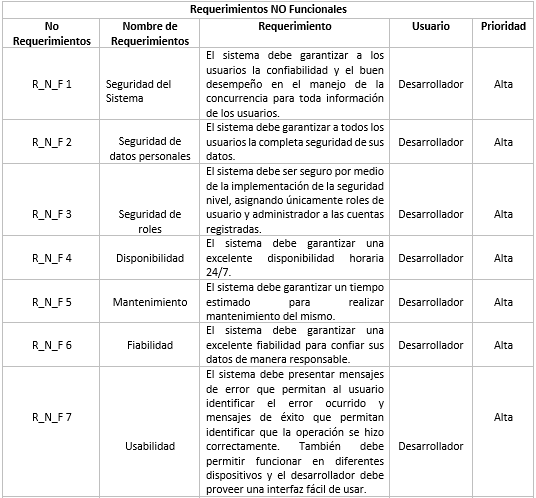 Requerimientos NO Funcionales
No Requerimientos
Nombre de Requerimientos
Requerimiento
Usuario
Prioridad
R_N_F 1
Seguridad del
Sistema
El sistema debe garantizar a los
usuarios la confiabilidad y el buen
desempeño en el manejo de la
concurrencia para toda información
de los usuarios.
Desarrollador
Alta
R_N_F 2
Seguridad de
datos personales
El sistema debe garantizar a todos los
usuarios la completa seguridad de sus
datos.
Desarrollador
Alta
R_N_F 3
Seguridad de
roles
El sistema debe ser seguro por medio
de la implementación de la seguridad
nivel, asignando únicamente roles de
usuario y administrador a las cuentas
registradas.
Desarrollador
Alta
R_N_F 4
Disponibilidad
El sistema debe garantizar una
excelente disponibilidad horaria
24/7.
Desarrollador
Alta
R_N_F 5
Mantenimiento
El sistema debe garantizar un tiempo
estimado para realizar
mantenimiento del mismo.
Desarrollador
Alta
R_N_F 6
Fiabilidad
El sistema debe garantizar una
excelente fiabilidad para confiar sus
datos de manera responsable.
Desarrollador
Alta
R_N_F 7
Usabilidad
El sistema debe presentar mensajes
de error que permitan al usuario
identificar el error ocurrido y
mensajes de éxito que permitan
identificar que la operación se hizo
correctamente. También debe
permitir funcionar en diferentes
dispositivos y el desarrollador debe
proveer una interfaz fácil de usar.
Desarrollador
Alta